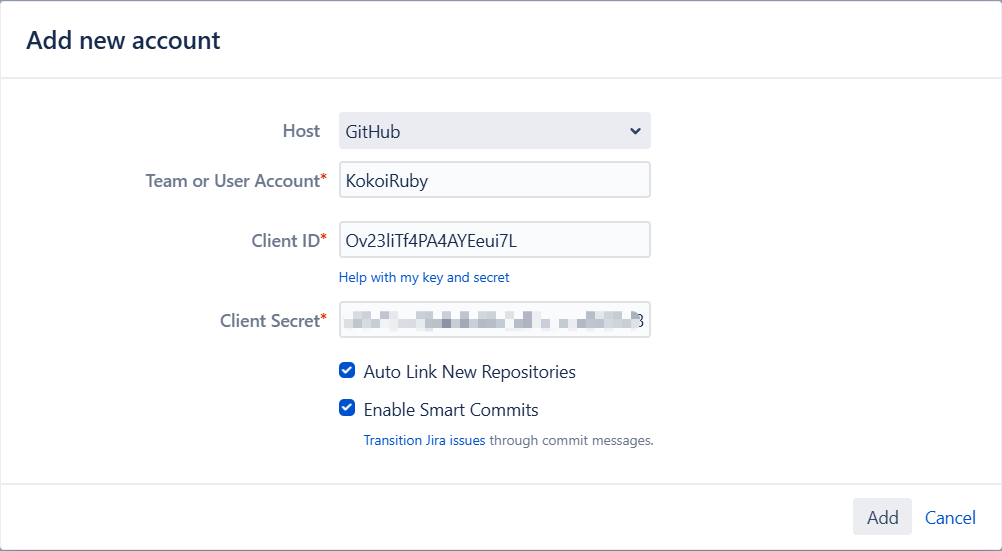 Add new account
Host GitHub
Team or User Account* KokoiRuby
Client ID* Ov23liTf4PA4AYEeui7L
Help with my key and secret
Client Secret* 3
Auto Link New Repositories
Enable Smart Commits
Transition Jira issues through commit messages.
Add Cancel